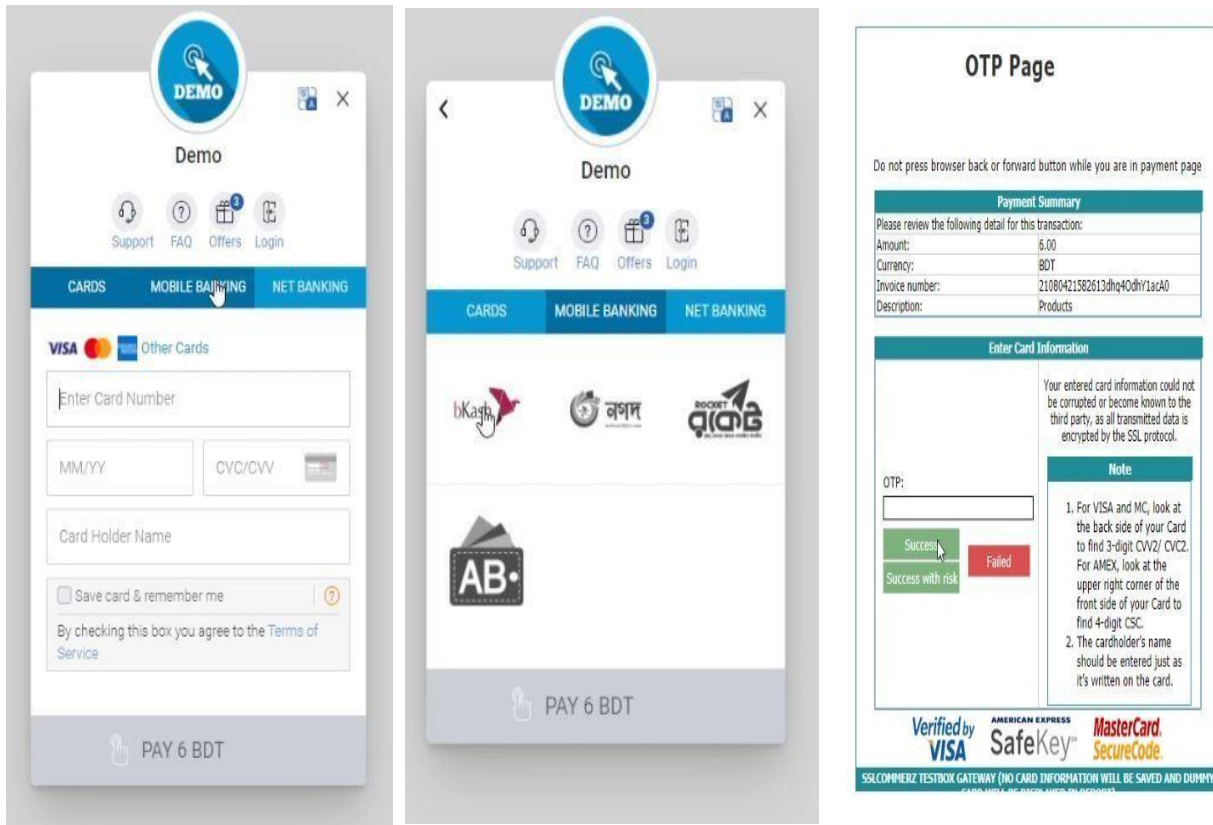 DEMO
Demo
3
Support FAQ Offers Login
CARDS MOBILE BANKING NET BANKING
VISA Other Cards
Enter Card Number
MM/YY CVC/CVV
Card Holder Name
Save card & remember me ?
By checking this box you agree to the Terms of
Service
PAY 6 BDT
DEMO
Demo
3
Support FAQ Offers Login
CARDS MOBILE BANKING NET BANKING
bKash নগদ ROCKET
রকেট
AB
PAY 6 BDT
OTP Page
Do not press browser back or forward button while you are in payment page
Payment Summary
Please review the following detail for this transaction:
Amount: 6.00
Currency: BDT
Invoice number: 21080421582613dhq4OdhY1acA0
Description: Products
Enter Card Information
Your entered card information could not
be corrupted or become known to the
third party, as all transmitted data is
encrypted by the SSL protocol.
OTP:
Success
Failed
Success with risk
Note
1. For VISA and MC, look at
the back side of your Card
to find 3-digit CVV2/ CVC2.
For AMEX, look at the
upper right corner of the
front side of your Card to
find 4-digit CSC.
2. The cardholder's name
should be entered just as
it's written on the card.
Verified by
VISA
AMERICAN EXPRESS
SafeKey
MasterCard.
SecureCode.
SSLCOMMERZ TESTBOX GATEWAY (NO CARD INFORMATION WILL BE SAVED AND DUMMY